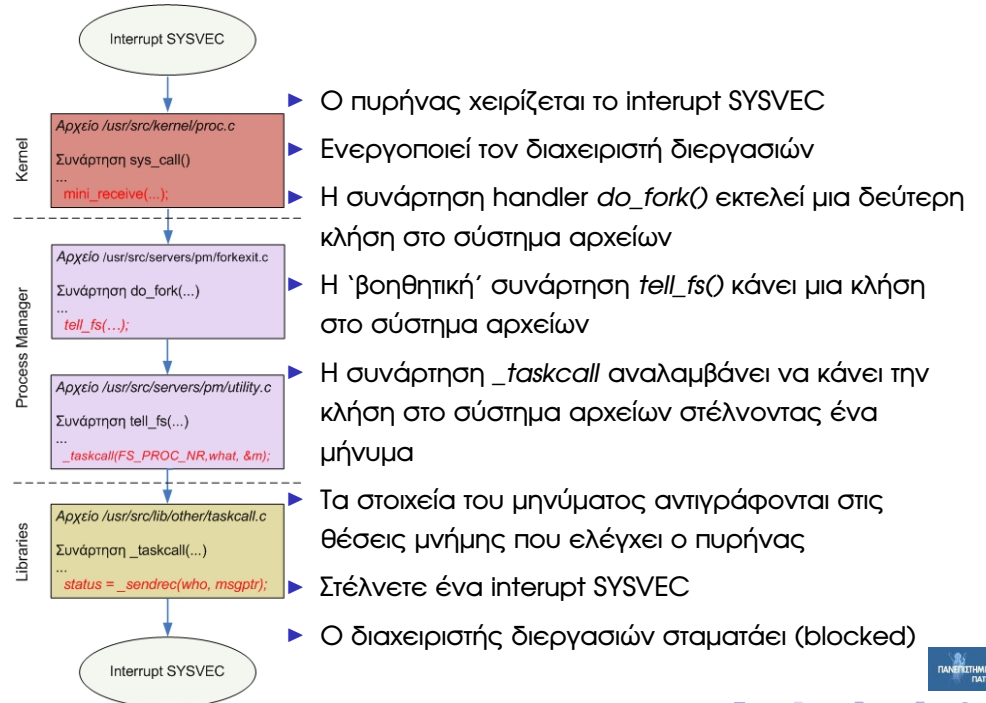 Interrupt SYSVEC
Kernel
Αρχείο /usr/src/kernel/proc.c
Συνάρτηση sys_call()
...
mini_receive(...);
Process Manager
Αρχείο /usr/src/servers/pm/forkexit.c
Συνάρτηση do_fork(...)
...
tell_fs(...);
Αρχείο /usr/src/servers/pm/utility.c
Συνάρτηση tell_fs(...)
...
_taskcall(FS_PROC_NR,what, &m);
Libraries
Αρχείο /usr/src/lib/other/taskcall.c
Συνάρτηση _taskcall(...)
...
status = _sendrec(who, msgptr);
Interrupt SYSVEC
Ο πυρήνας χειρίζεται το interupt SYSVEC
Ενεργοποιεί τον διαχειριστή διεργασιών
Η συνάρτηση handler do_fork() εκτελεί μια δεύτερη
κλήση στο σύστημα αρχείων
Η ‘βοηθητική’ συνάρτηση tell_fs() κάνει μια κλήση
στο σύστημα αρχείων
Η συνάρτηση _taskcall αναλαμβάνει να κάνει την
κλήση στο σύστημα αρχείων στέλνοντας ένα
μήνυμα
Τα στοιχεία του μηνύματος αντιγράφονται στις
θέσεις μνήμης που ελέγχει ο πυρήνας
Στέλνετε ένα interrupt SYSVEC
Ο διαχειριστής διεργασιών σταματάει (blocked)